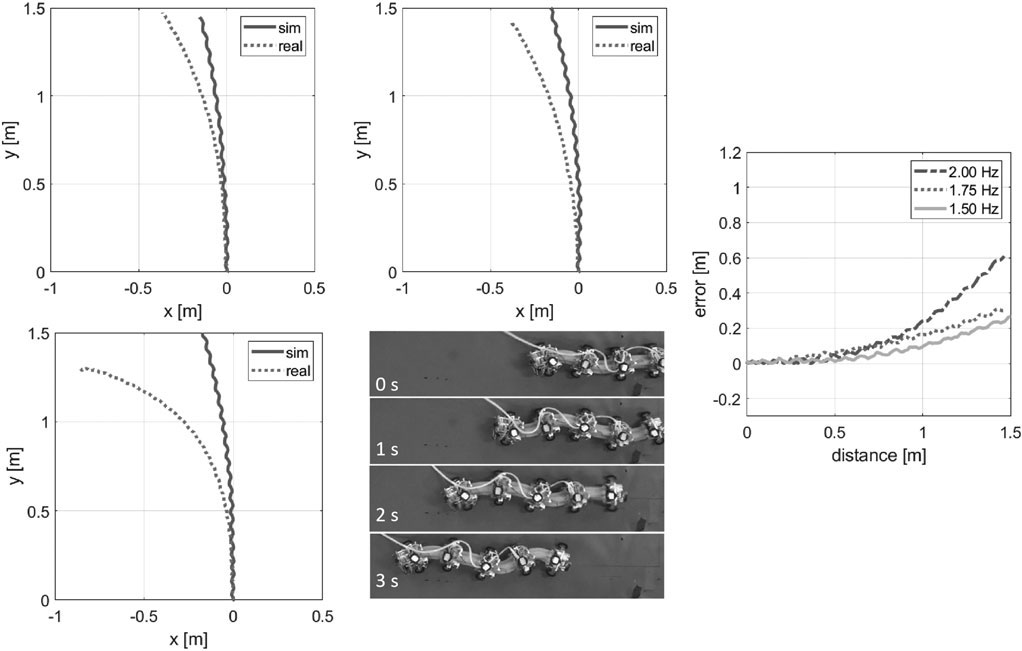 1.5
1
0.5
0
-1
-0.5
0
0.5
y [m]
x [m]
sim
real
1.5
1
0.5
0
-1
-0.5
0
0.5
y [m]
x [m]
sim
real
1.2
1
0.8
0.6
0.4
0.2
0
-0.2
0
0.5
1
1.5
error [m]
distance [m]
2.00 Hz
1.75 Hz
1.50 Hz
1.5
1
0.5
0
-1
-0.5
0
0.5
y [m]
x [m]
sim
real
0 s
1 s
2 s
3 s